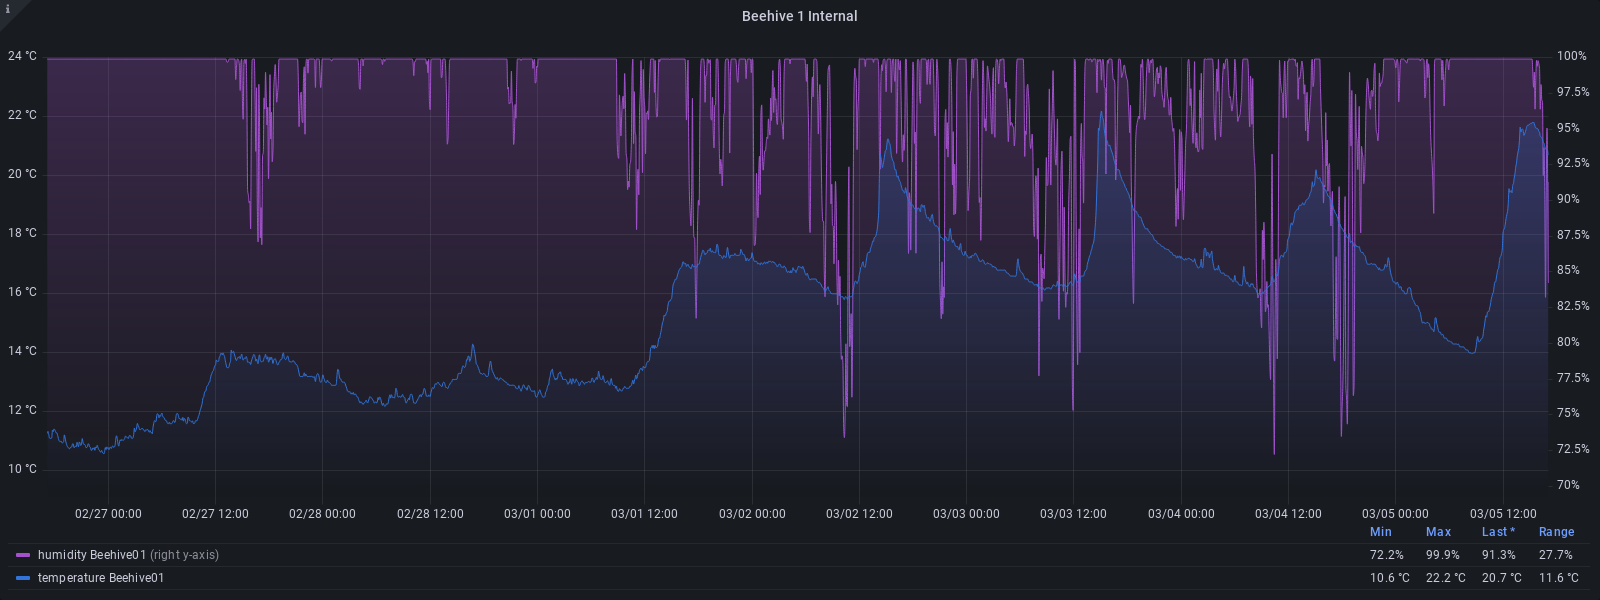 i
Beehive 1 Internal
24 °C 100%
97.5%
22 °C
95%
20 °C 92.5%
90%
18 °C 87.5%
85%
16 °C
82.5%
14 °C 80%
77.5%
12 °C 75%
72.5%
10 °C
70%
02/27 00:00 02/27 12:00 02/28 00:00 02/28 12:00 03/01 00:00 03/01 12:00 03/02 00:00 03/02 12:00 03/03 00:00 03/03 12:00 03/04 00:00 03/04 12:00 03/05 00:00 03/05 12:00
Min Max Last * Range
humidity Beehive01 (right y-axis) 72.2% 99.9% 91.3% 27.7%
temperature Beehive01 10.6 °C 22.2 °C 20.7 °C 11.6 °C